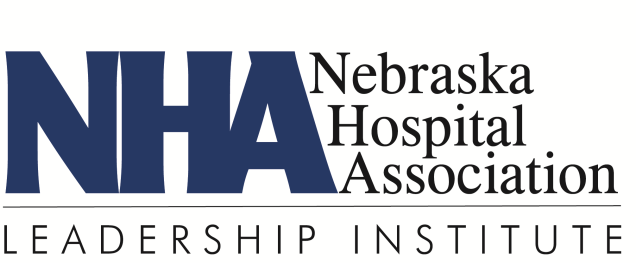 NHA
Nebraska
Hospital
Association
LEADERSHIP INSTITUTE